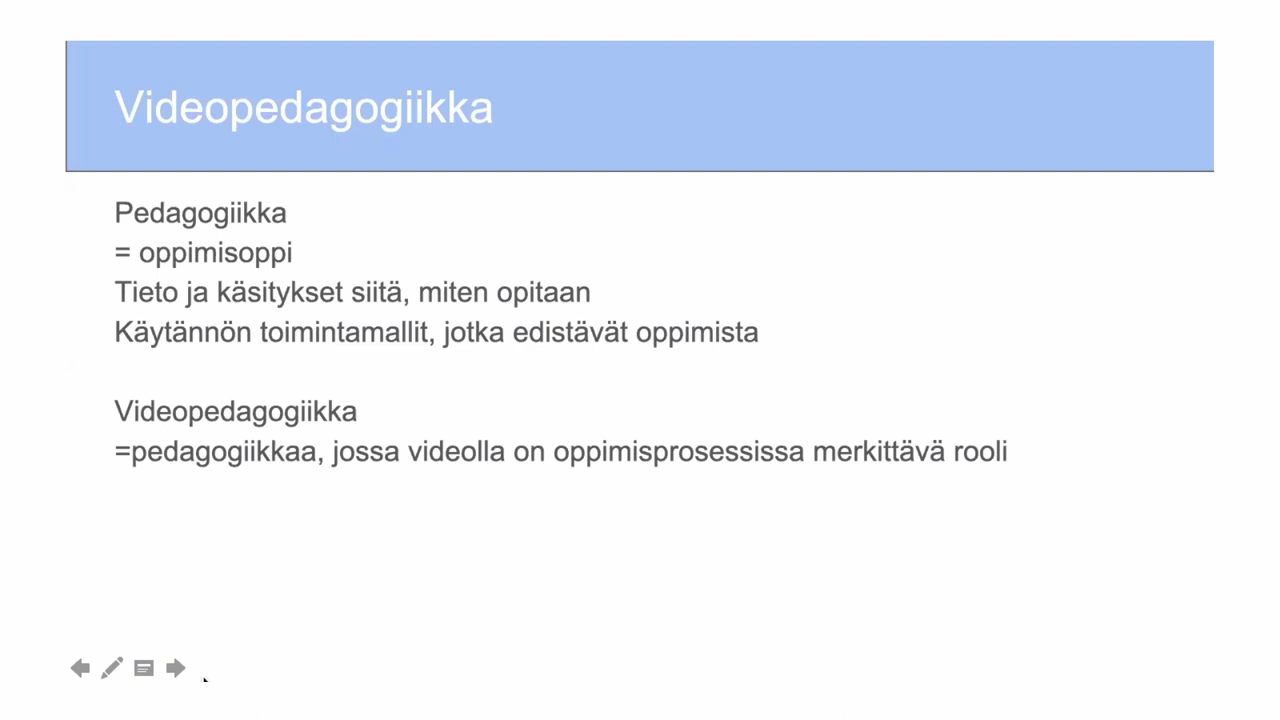 Videopedagogiikka
Pedagogiikka
= oppimisoppi
Tieto ja käsitykset siitä, miten opitaan
Käytännön toimintamallit, jotka edistävät oppimista
Videopedagogiikka
=pedagogiikkaa, jossa videolla on oppimisprosessissa merkittävä rooli